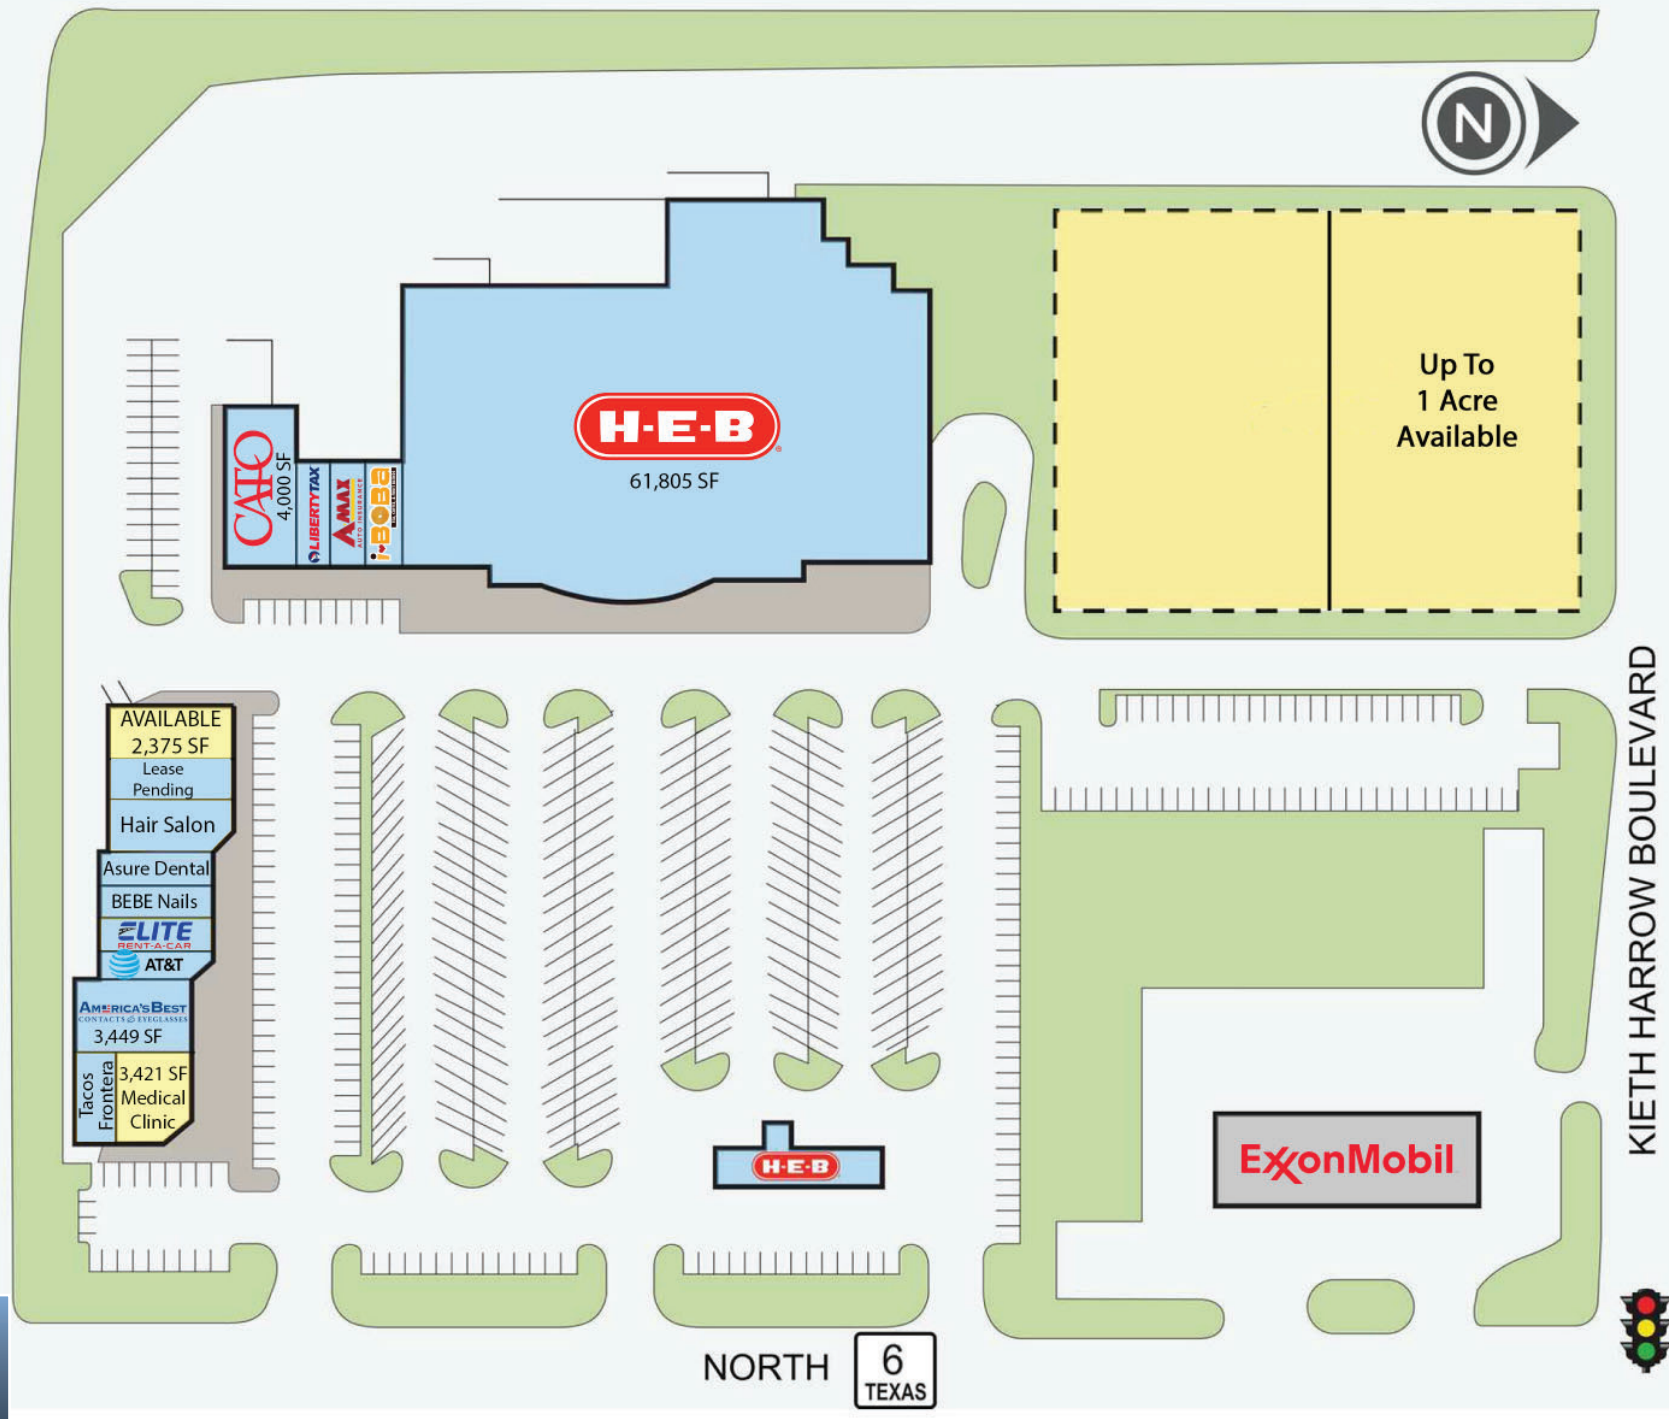 N
Up To
1 Acre
Available
H-E-B
61,805 SF
CATO
4,000 SF
LIBERTYTAX
AMAX
AUTO INSURANCE
i BOBa
AVAILABLE
2,375 SF
Lease
Pending
Hair Salon
Asure Dental
BEBE Nails
ELITE
RENT-A-CAR
AT&T
AMERICA'S BEST
CONTACTS & EYEGLASSES
3,449 SF
Tacos
Frontera
3,421 SF
Medical
Clinic
H-E-B
ExxonMobil
KIETH HARROW BOULEVARD
NORTH
6
TEXAS